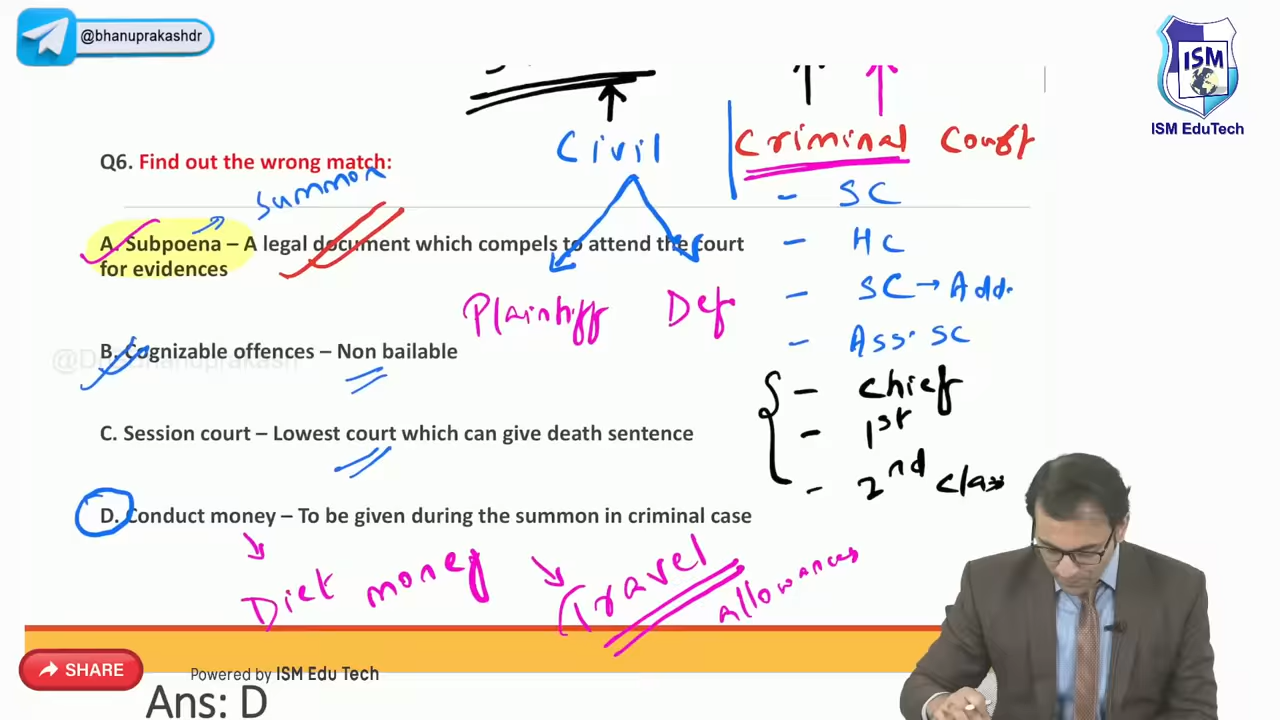 @bhanuprakashdr
ISM
ISM EduTech
Civil
Criminal Court
Q6. Find out the wrong match:
Summon
- SC
A. Subpoena – A legal document which compels to attend the court
for evidences
- HC
Plaintiff Def
- SC → Add.
- Ass. SC
B. Cognizable offences – Non bailable
- chief
- 1st
C. Session court – Lowest court which can give death sentence
- 2nd class
D. Conduct money – To be given during the summon in criminal case
Diet money
(Travel
allowances
SHARE
Powered by ISM Edu Tech
Ans: D